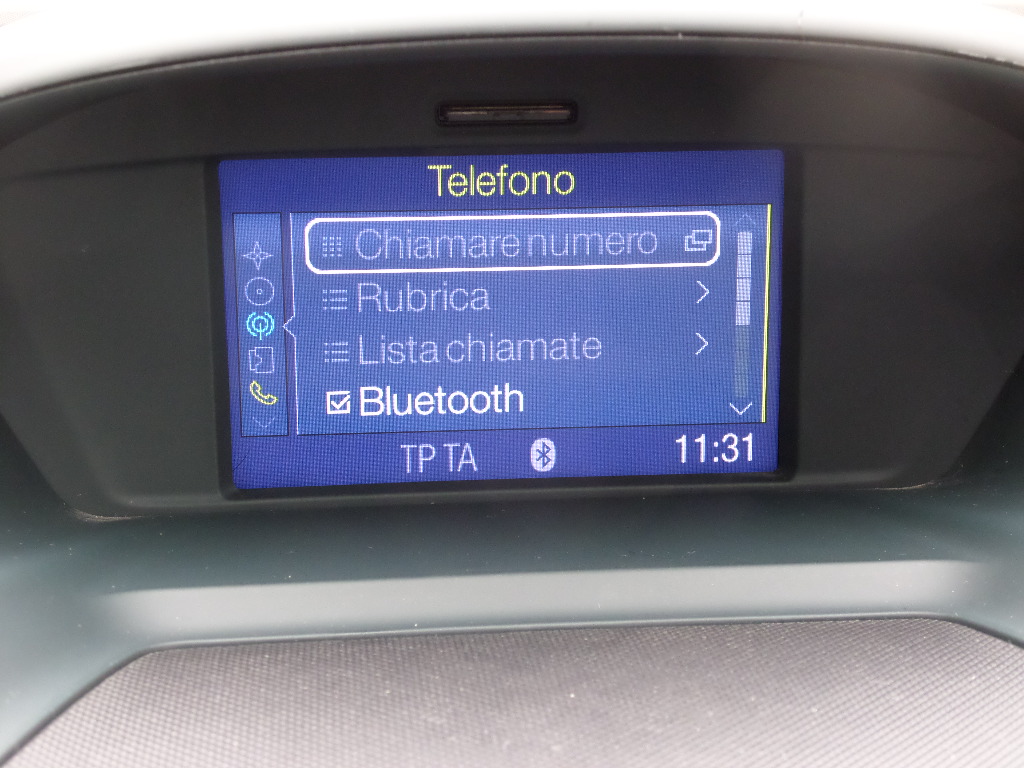 Telefono
Chiamare numero
Rubrica
Lista chiamate
Bluetooth
TP TA 11:31